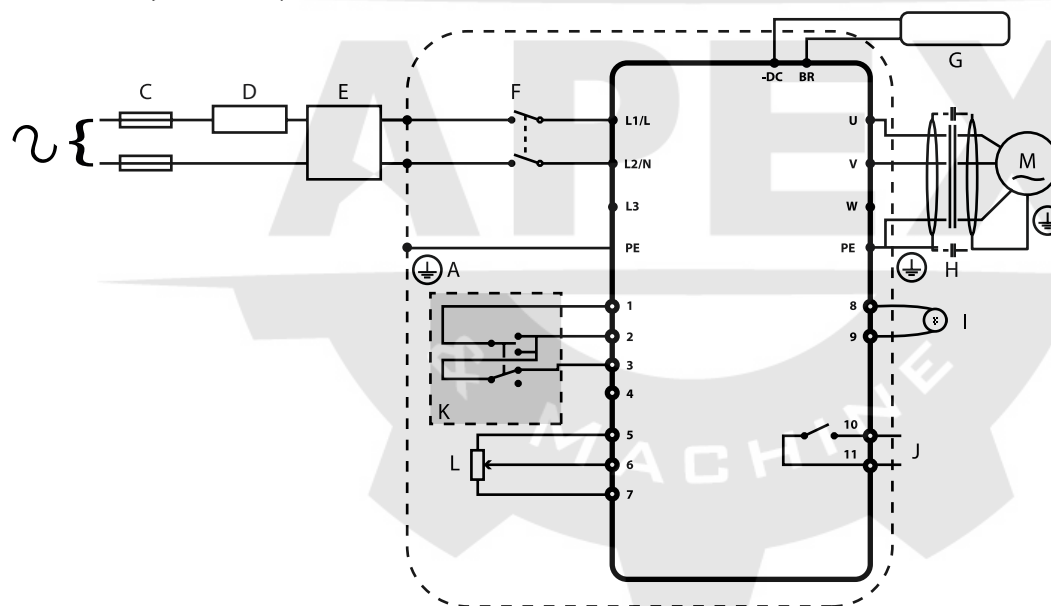 -DC BR
G
C D E F
L1/L U
L2/N V M
L3 W
PE PE
A H
1 8
I
2 9
3
4
K
5 10
J
L 6 11
7
APEX
& MACHINE